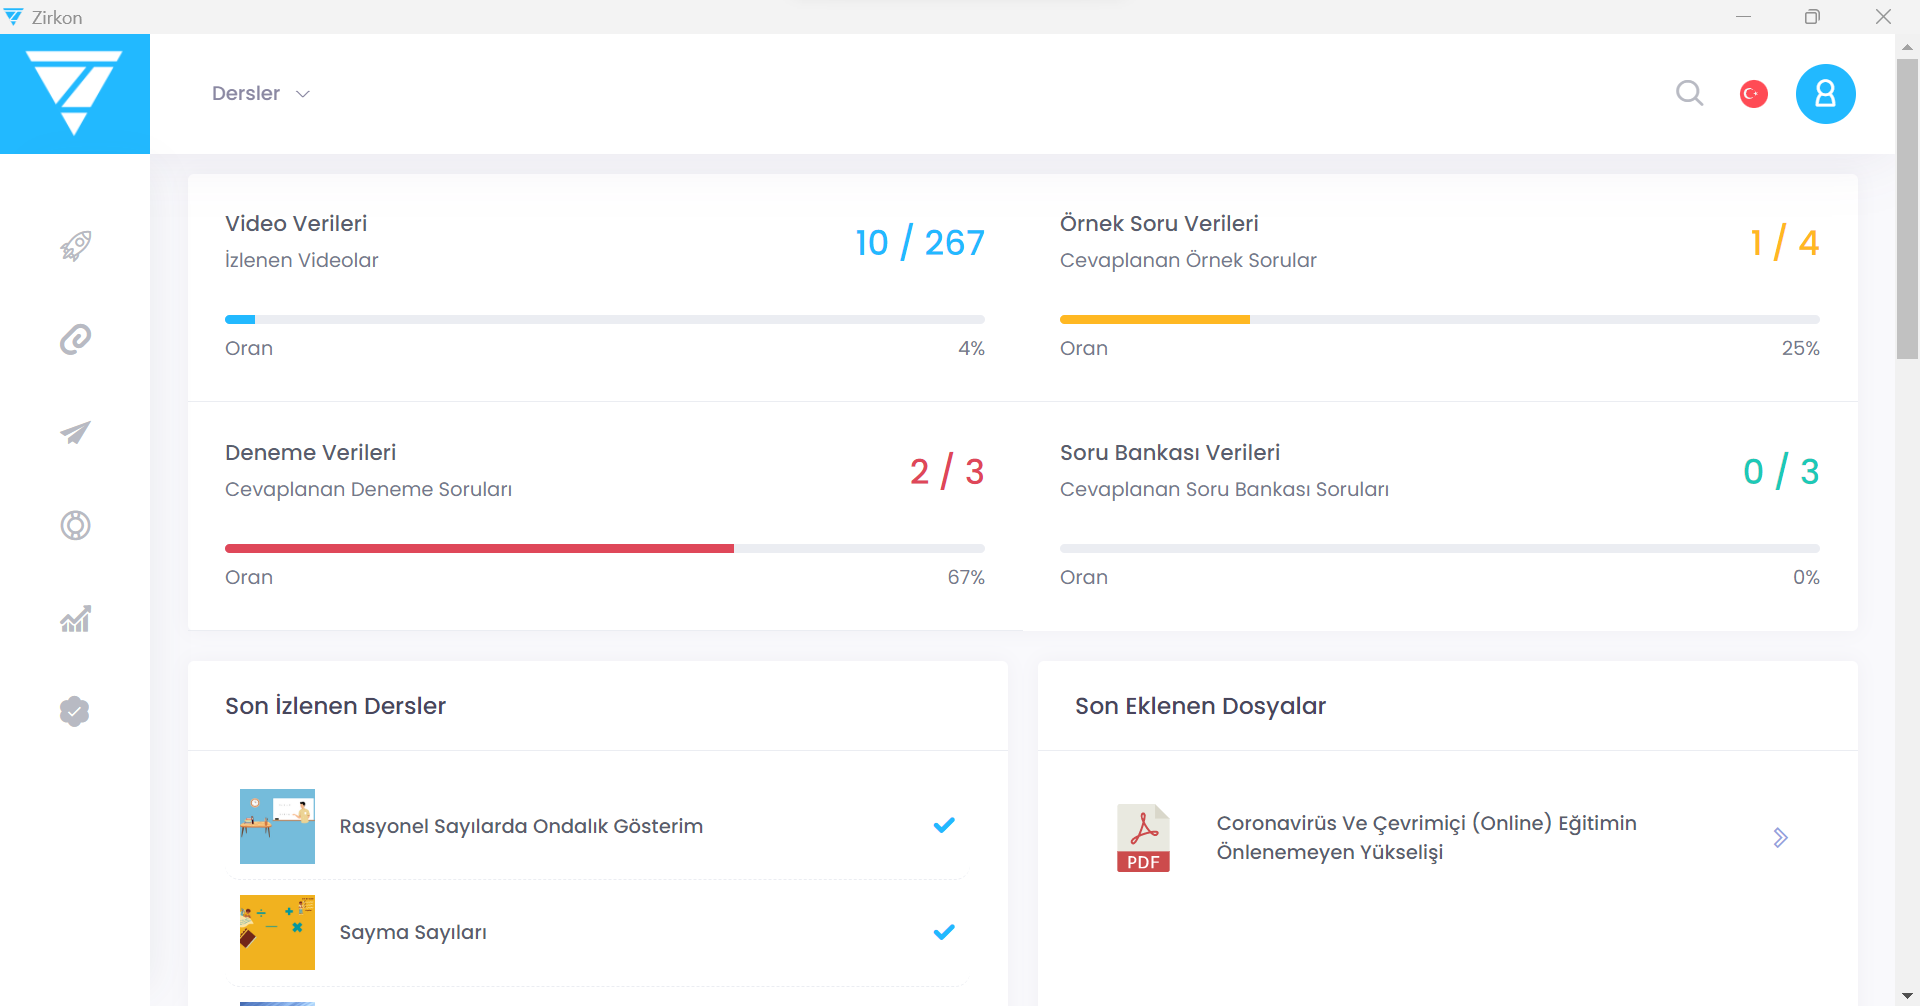 Zirkon
Dersler
Video Verileri
İzlenen Videolar
10 / 267
Oran
4%
Örnek Soru Verileri
Cevaplanan Örnek Sorular
1 / 4
Oran
25%
Deneme Verileri
Cevaplanan Deneme Soruları
2 / 3
Oran
67%
Soru Bankası Verileri
Cevaplanan Soru Bankası Soruları
0 / 3
Oran
0%
Son İzlenen Dersler
Rasyonel Sayılarda Ondalık Gösterim
Sayma Sayıları
Son Eklenen Dosyalar
PDF
Coronavirüs Ve Çevrimiçi (Online) Eğitimin
Önlenemeyen Yükselişi